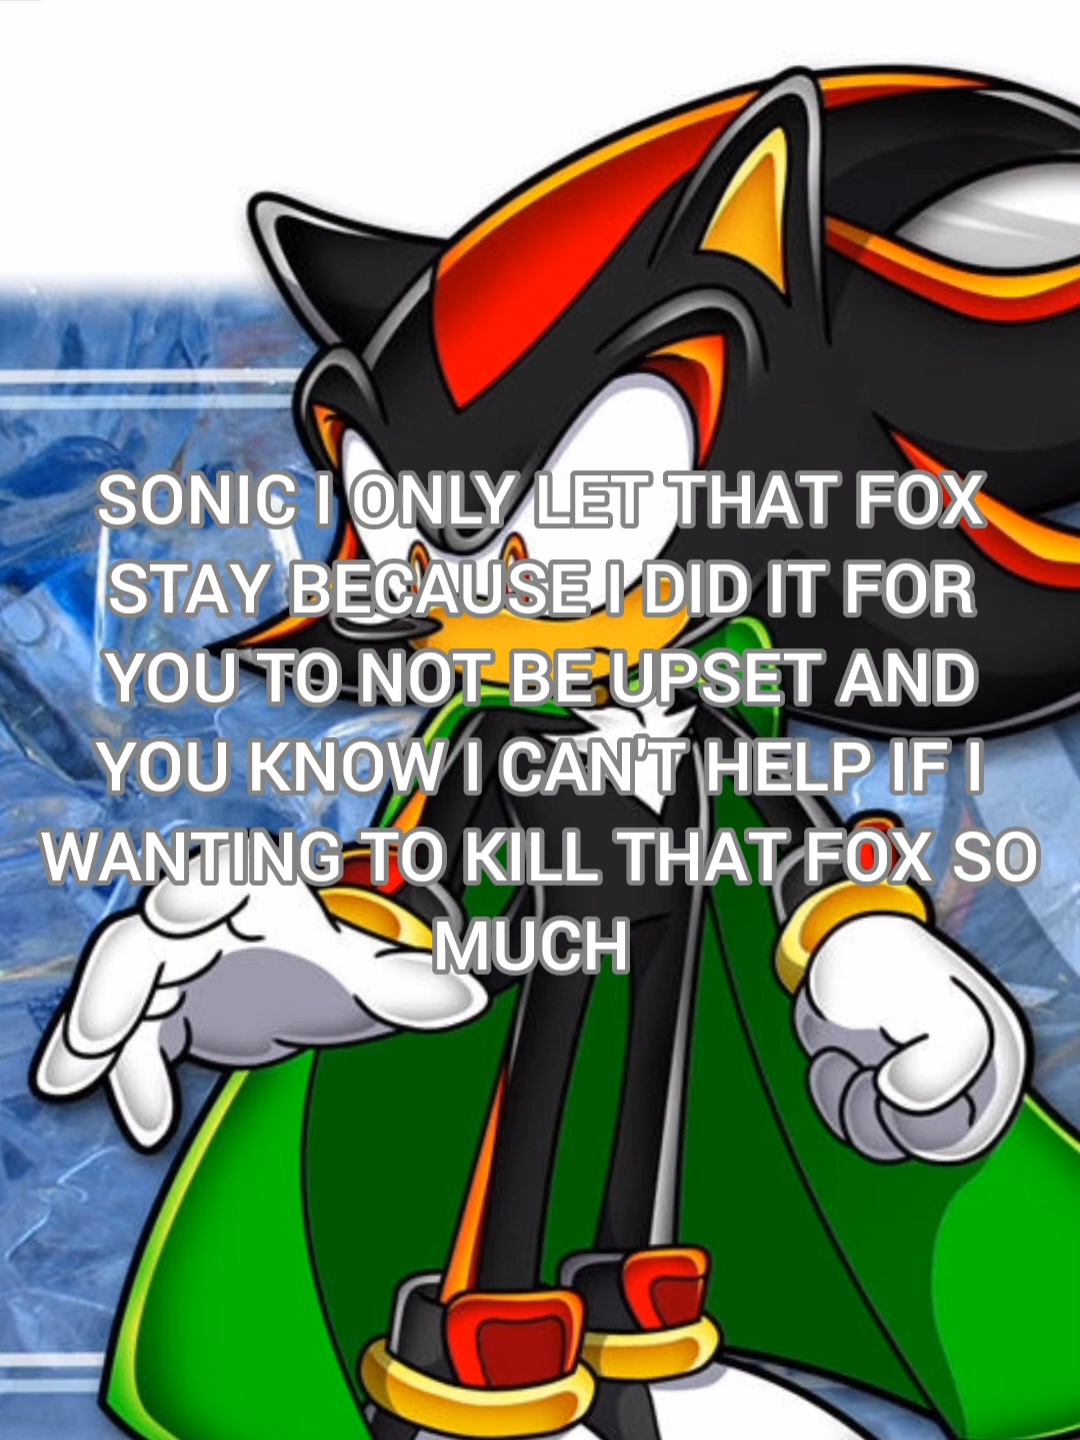 SONIC I ONLY LET THAT FOX
STAY BECAUSE I DID IT FOR
YOU TO NOT BE UPSET AND
YOU KNOW I CAN'T HELP IF I
WANTING TO KILL THAT FOX SO
MUCH